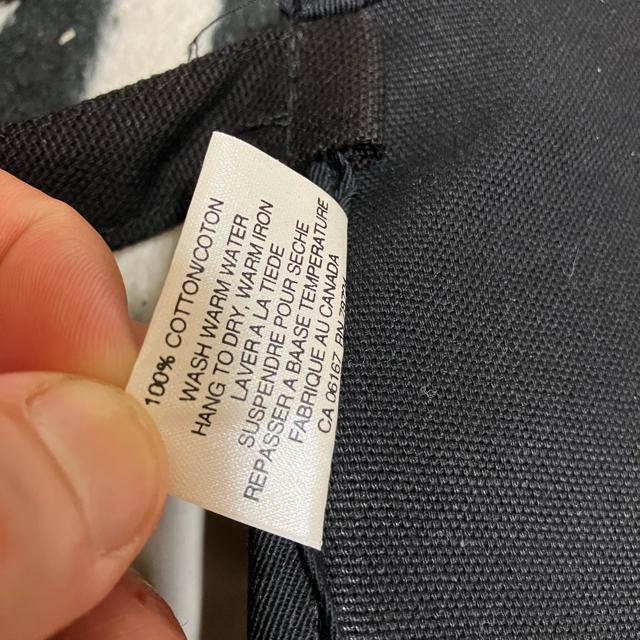 100% COTTON/COTON
WASH WARM WATER
HANG TO DRY, WARM IRON
LAVER A LA TIEDE
SUSPENDRE POUR SECHE
REPASSER A BAASE TEMPERATURE
FABRIQUE AU CANADA
CA 06167 RN